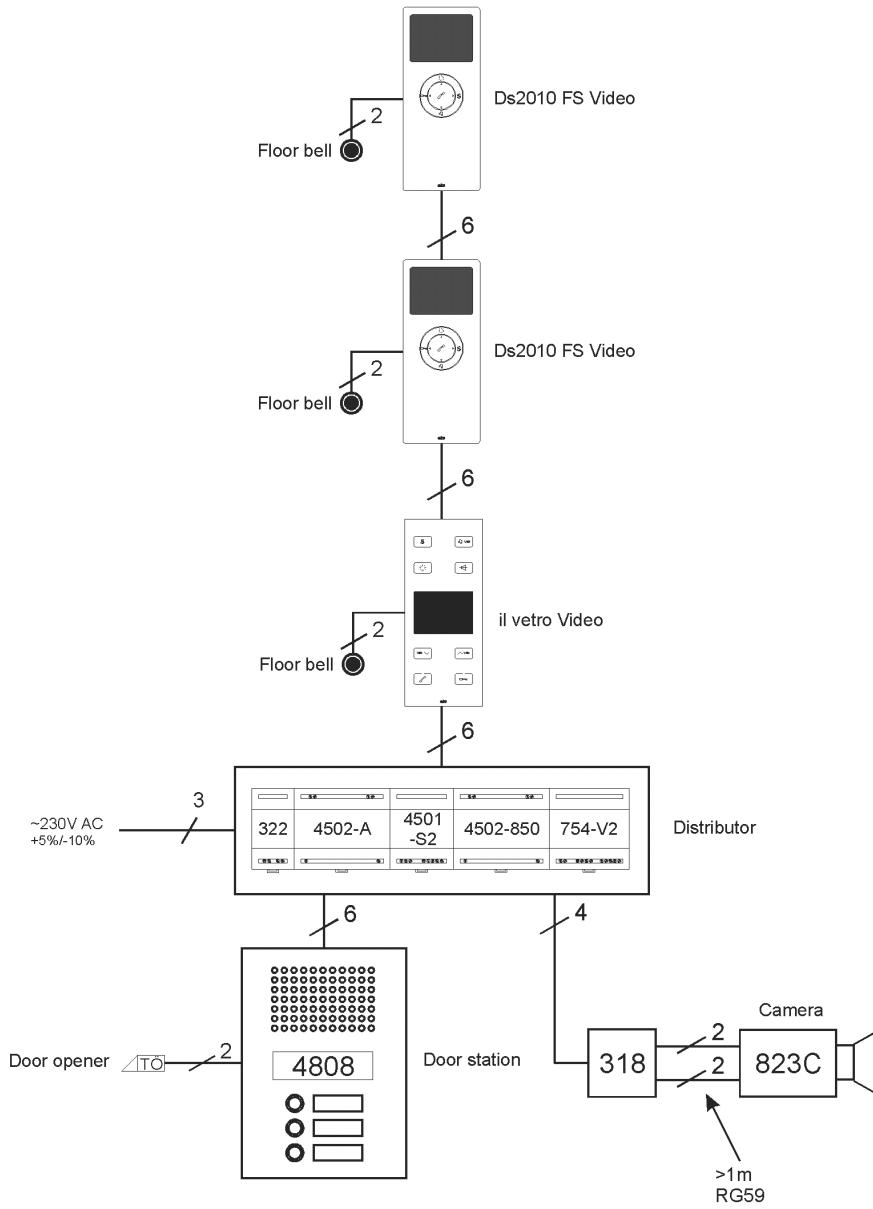 Ds2010 FS Video
2
Floor bell
6
Ds2010 FS Video
2
Floor bell
6
il vetro Video
2
Floor bell
6
3
~230V AC
+5%/-10%
322
4502-A
4501
-S2
4502-850
754-V2
Distributor
6
4
Camera
Door opener
TÖ
2
4808
Door station
318
2
2
823C
>1m
RG59